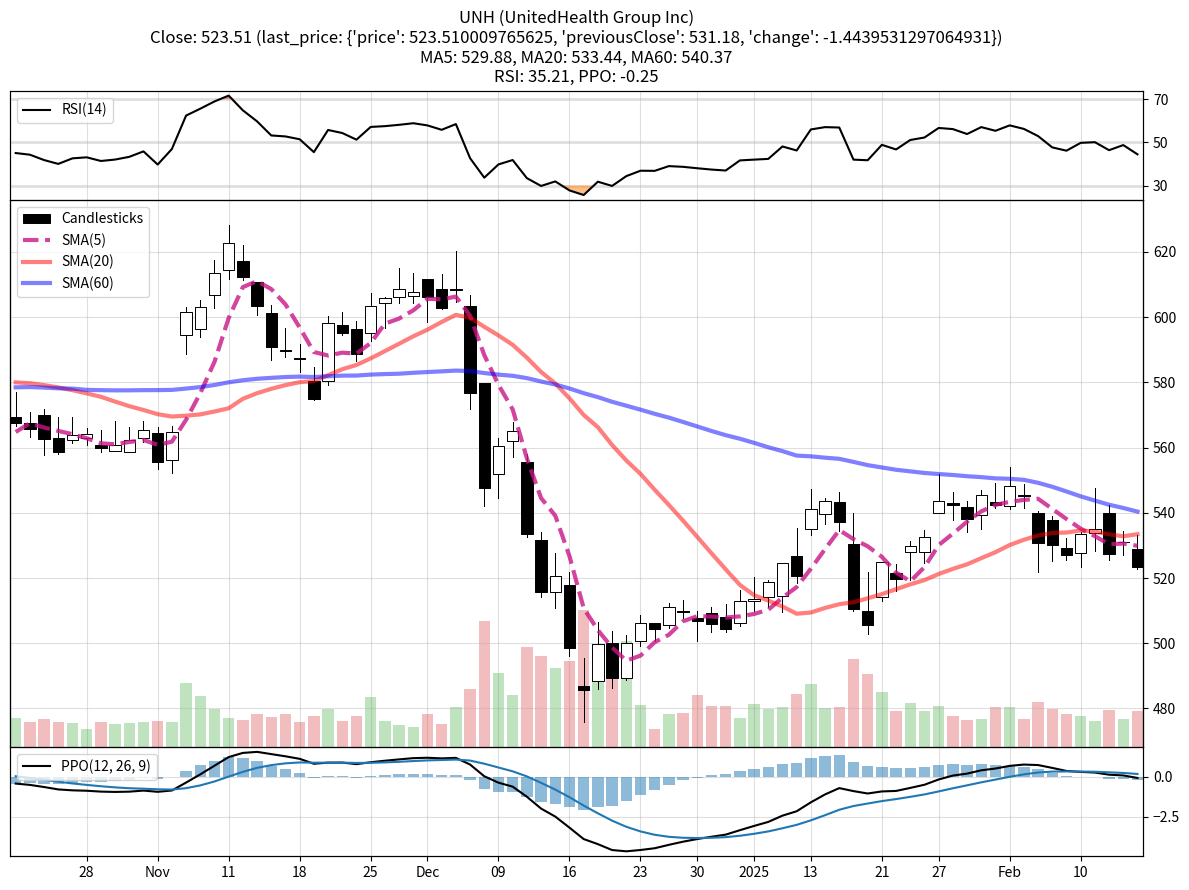 UNH (UnitedHealth Group Inc)
Close: 523.51 (last_price: {'price': 523.510009765625, 'previousClose': 531.18, 'change': -1.4439531297064931})
MA5: 529.88, MA20: 533.44, MA60: 540.37
RSI: 35.21, PPO: -0.25
RSI(14)
70
50
30
Candlesticks
SMA(5)
SMA(20)
SMA(60)
620
600
580
560
540
520
500
480
PPO(12, 26, 9)
0.0
−2.5
28 Nov 11 18 25 Dec 09 16 23 30 2025 13 21 27 Feb 10